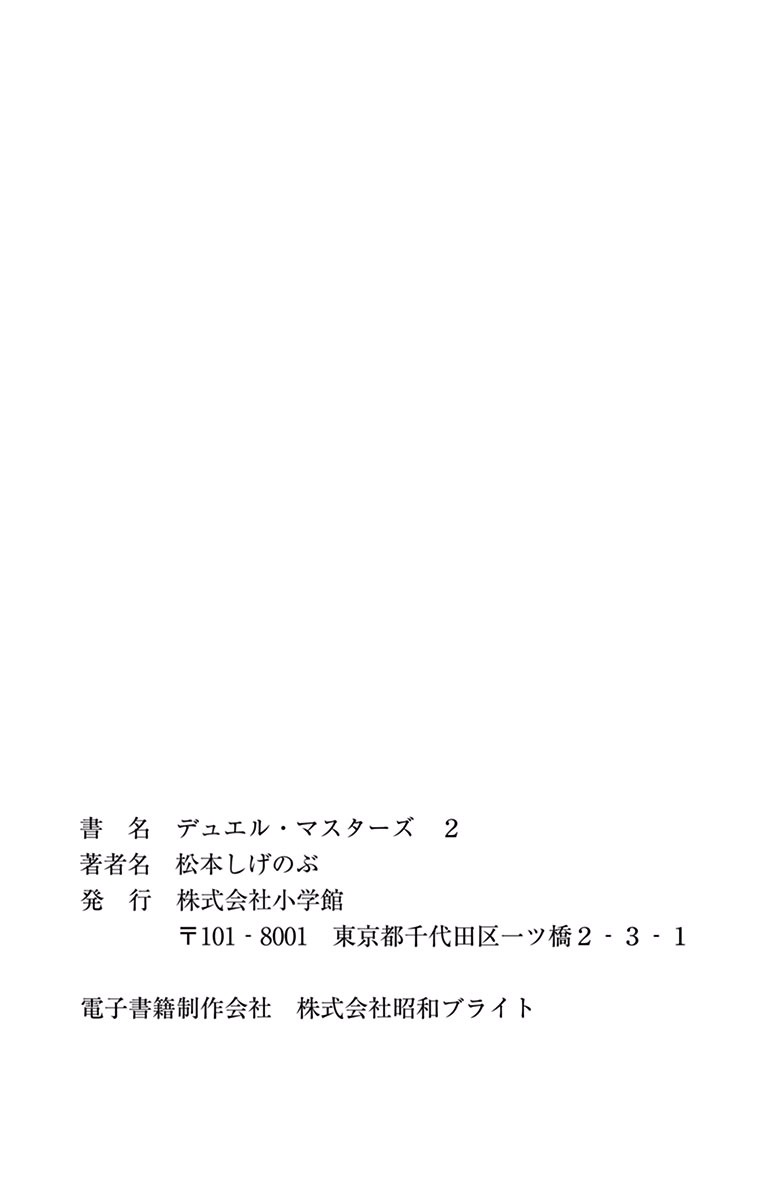 書　名　デュエル・マスターズ　２
著者名　松本しげのぶ
発　行　株式会社小学館
〒101‐8001　東京都千代田区一ツ橋２‐３‐１
電子書籍制作会社　株式会社昭和ブライト